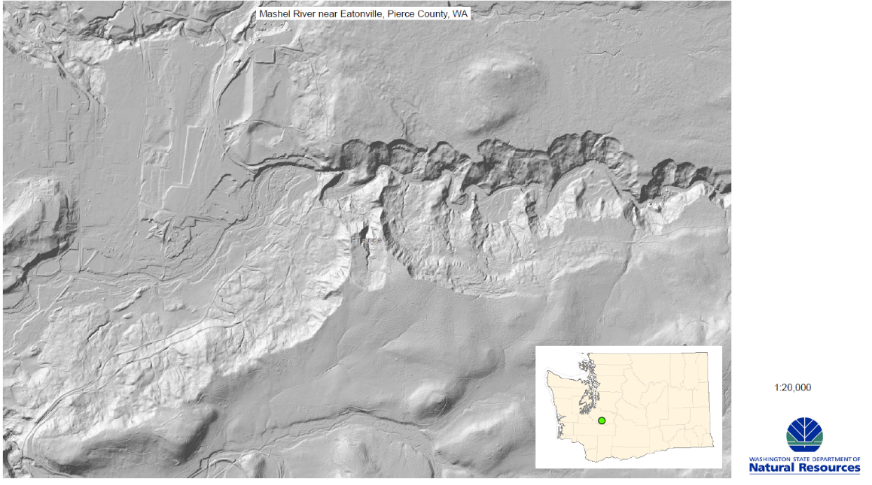 Mashel River near Eatonville, Pierce County, WA
1:20,000
WASHINGTON STATE DEPARTMENT OF
Natural Resources